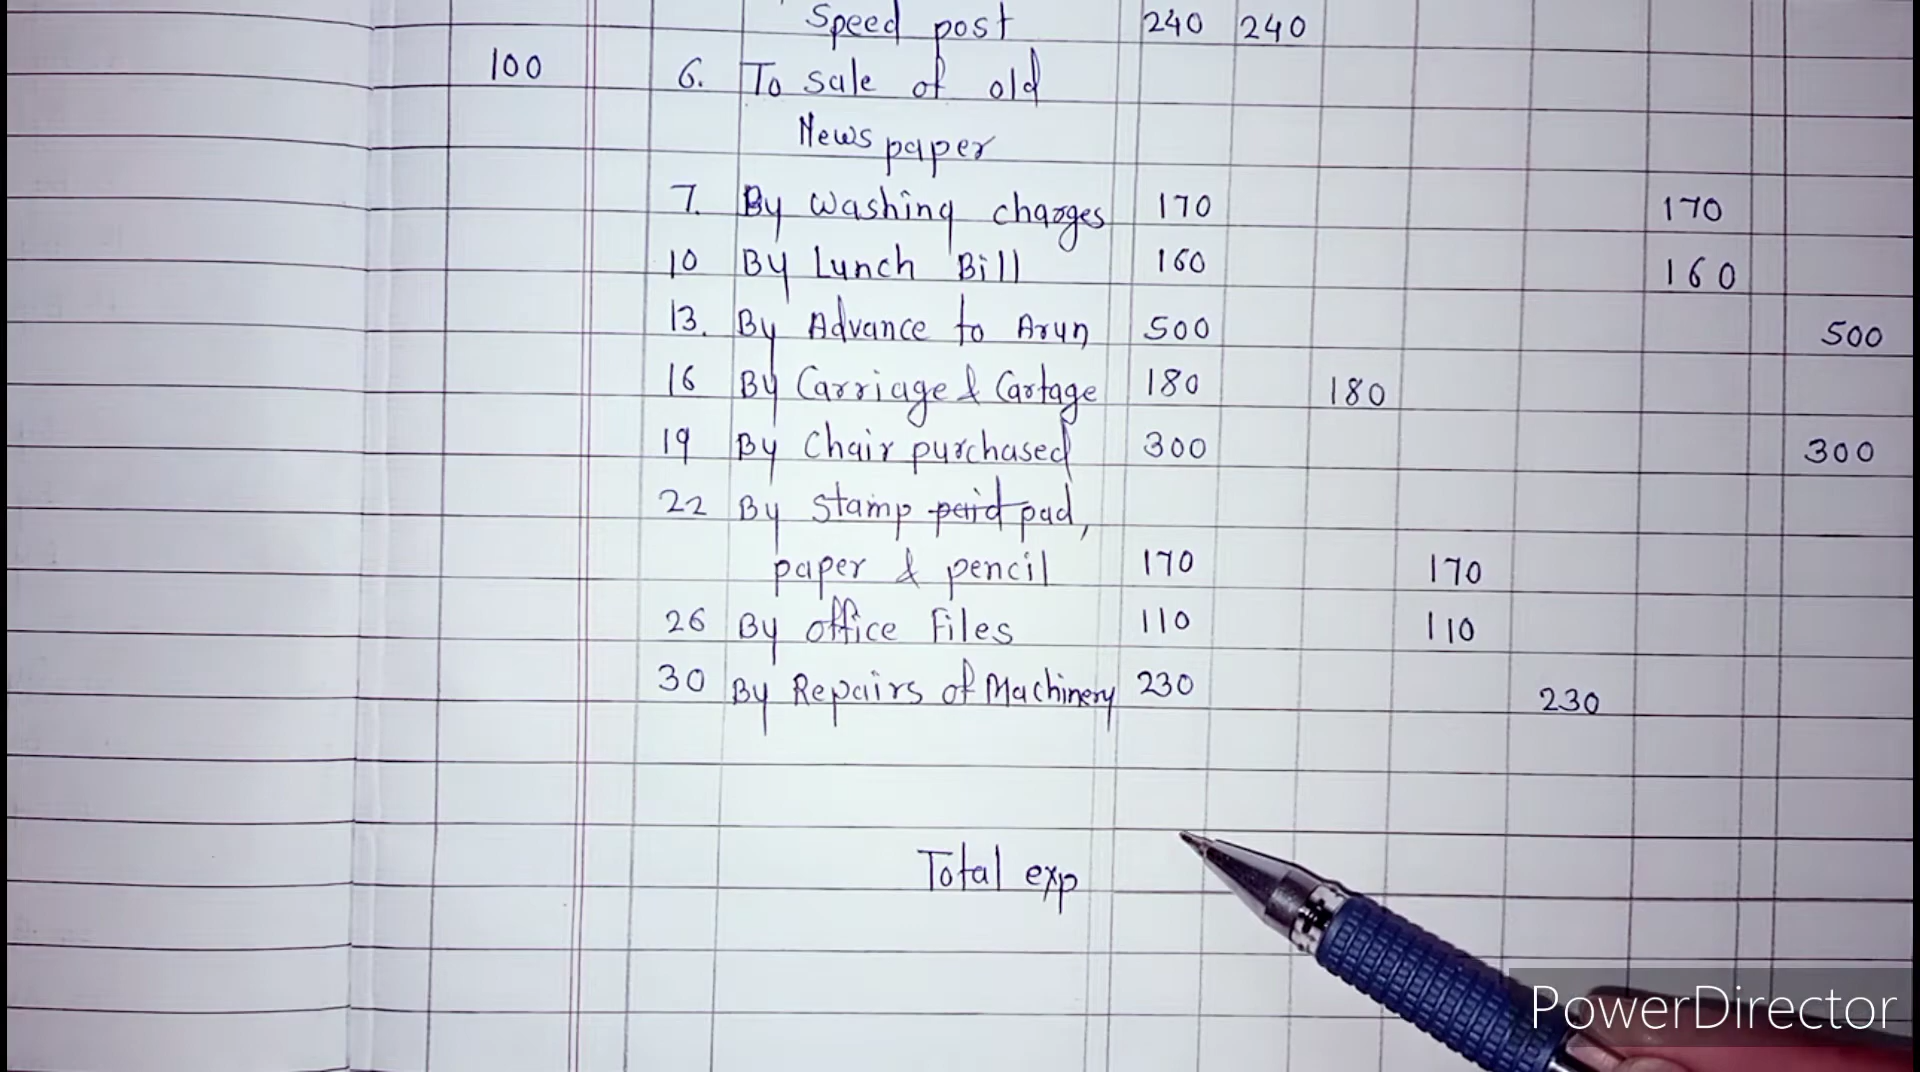 Speed post 240 240
100 6. To sale of old
News paper
7. By washing charges 170 170
10 By Lunch Bill 160 160
13. By Advance to Arun 500 500
16 By Carriage & Cartage 180 180
19 By Chair purchased 300 300
22 By Stamp paid pad,
paper & pencil 170 170
26 By office Files 110 110
30 By Repairs of Machinery 230 230
Total exp
PowerDirector